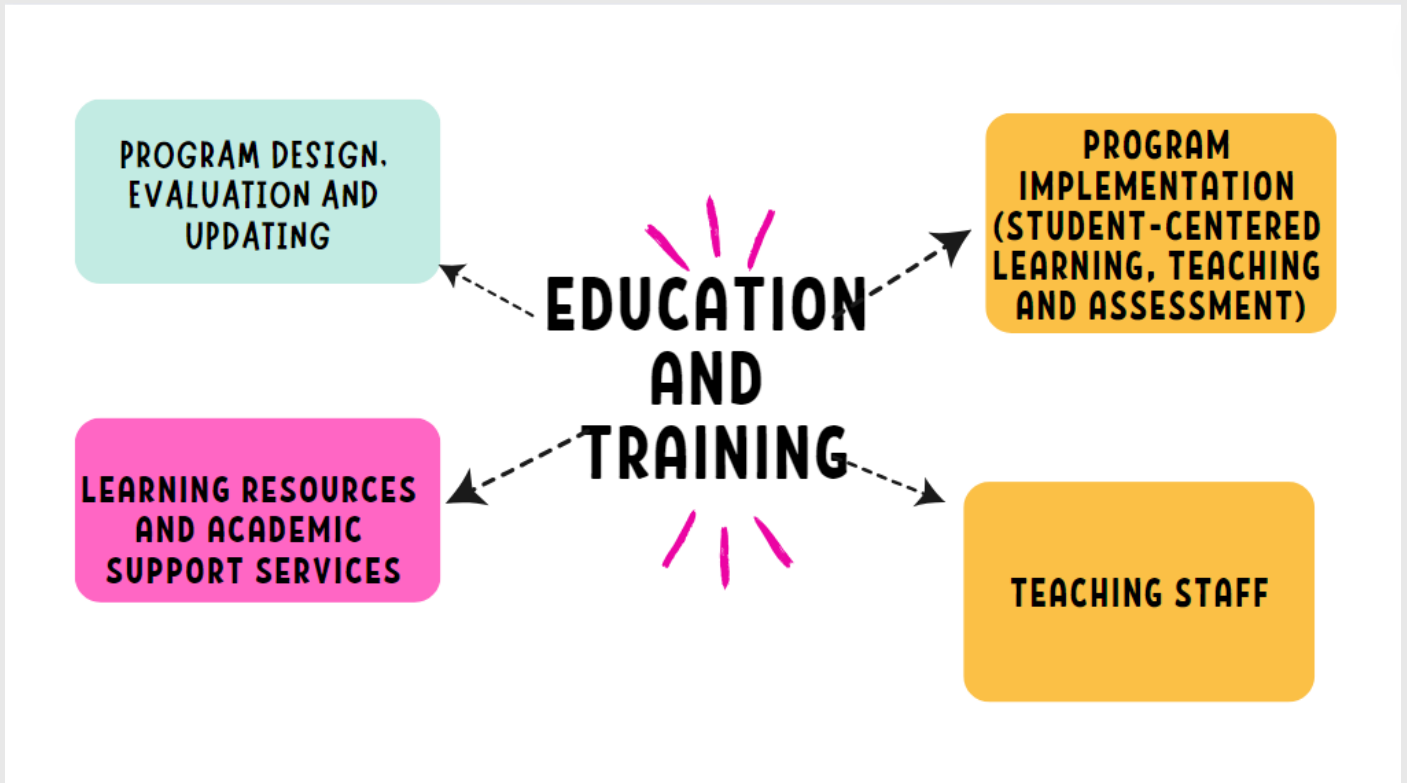 PROGRAM DESIGN,
EVALUATION AND
UPDATING
PROGRAM
IMPLEMENTATION
(STUDENT-CENTERED
LEARNING, TEACHING
AND ASSESSMENT)
EDUCATION
AND
TRAINING
LEARNING RESOURCES
AND ACADEMIC
SUPPORT SERVICES
TEACHING STAFF